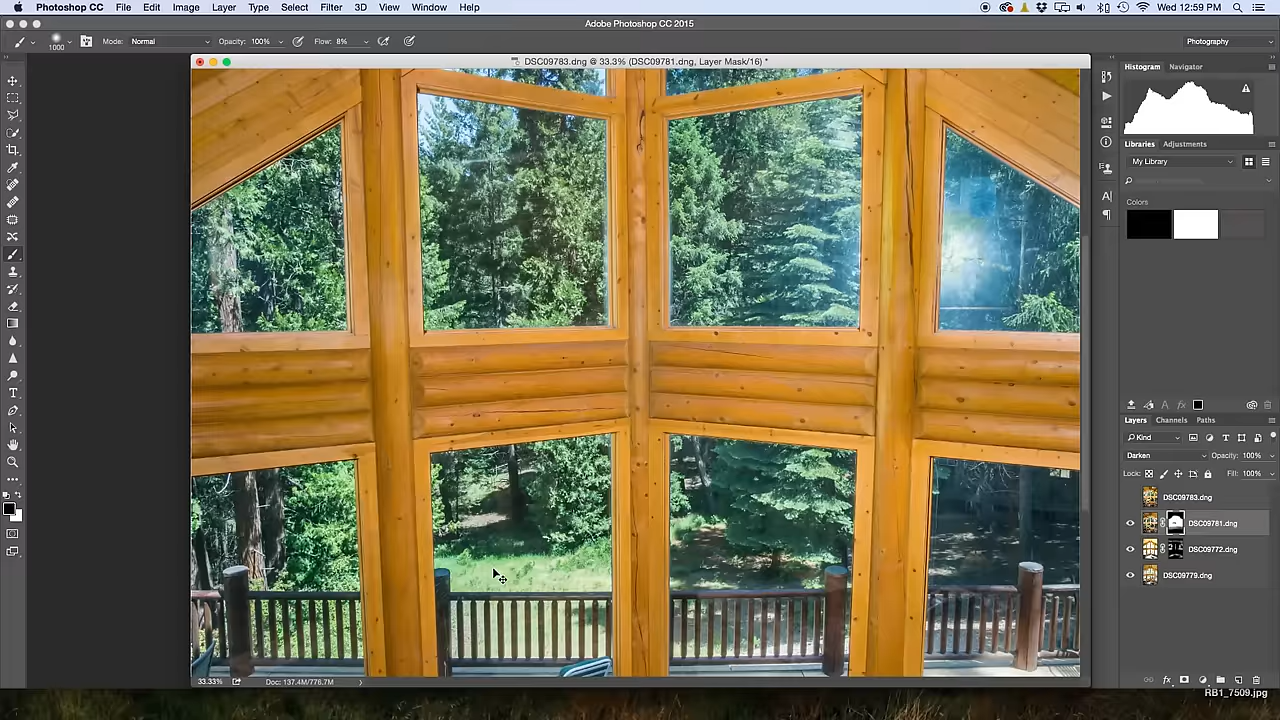 Photoshop CC File Edit Image Layer Type Select Filter 3D View Window Help Wed 12:59 PM
Adobe Photoshop CC 2015
1000 Mode: Normal Opacity: 100% Flow: 8% Photography
DSC09783.dng @ 33.3% (DSC09781.dng, Layer Mask/16) *
Histogram Navigator
Libraries Adjustments
My Library
Colors
Layers Channels Paths
Kind
Darken Opacity: 100%
Lock: Fill: 100%
DSC09783.dng
DSC09781.dng
DSC09772.dng
DSC09779.dng
33.33% Doc: 137.4M/776.7M
RB1_7509.jpg